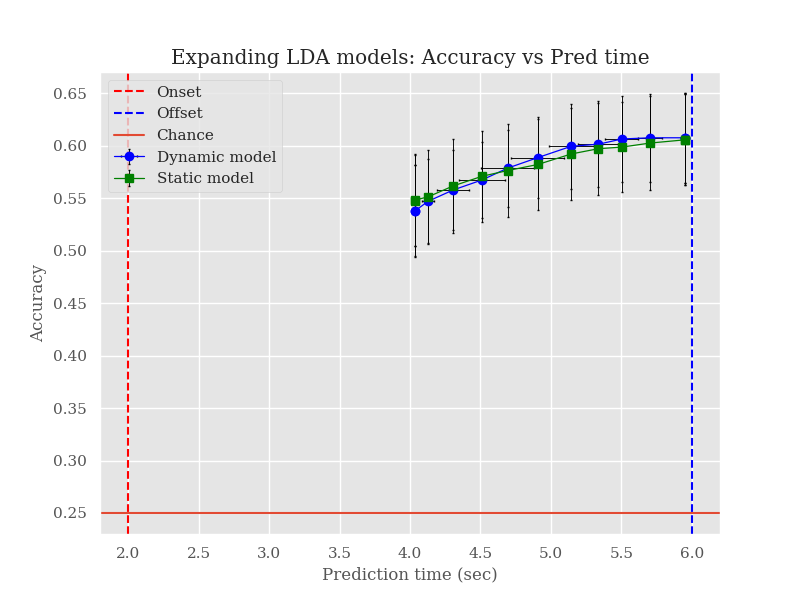 Expanding LDA models: Accuracy vs Pred time
Onset
Offset
Chance
Dynamic model
Static model
Accuracy
0.65
0.60
0.55
0.50
0.45
0.40
0.35
0.30
0.25
2.0 2.5 3.0 3.5 4.0 4.5 5.0 5.5 6.0
Prediction time (sec)